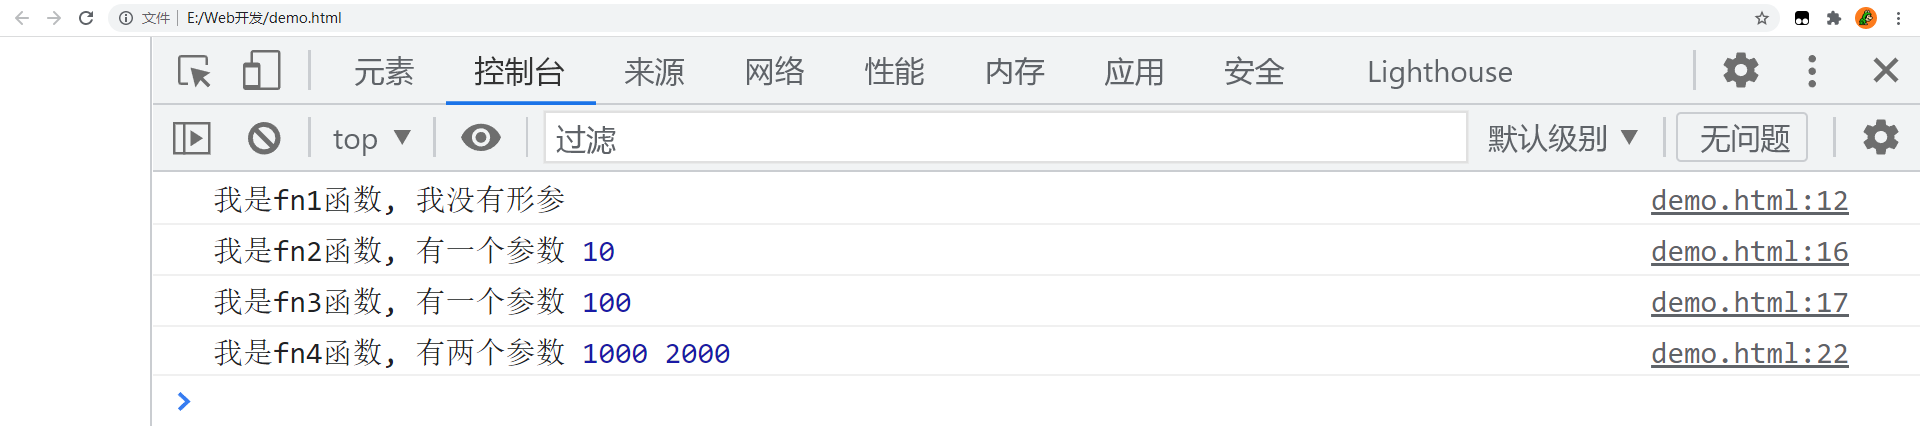 文件 E:/Web开发/demo.html
元素 控制台 来源 网络 性能 内存 应用 安全 Lighthouse
top 过滤 默认级别 无问题
我是fn1函数, 我没有形参 demo.html:12
我是fn2函数, 有一个参数 10 demo.html:16
我是fn3函数, 有一个参数 100 demo.html:17
我是fn4函数, 有两个参数 1000 2000 demo.html:22